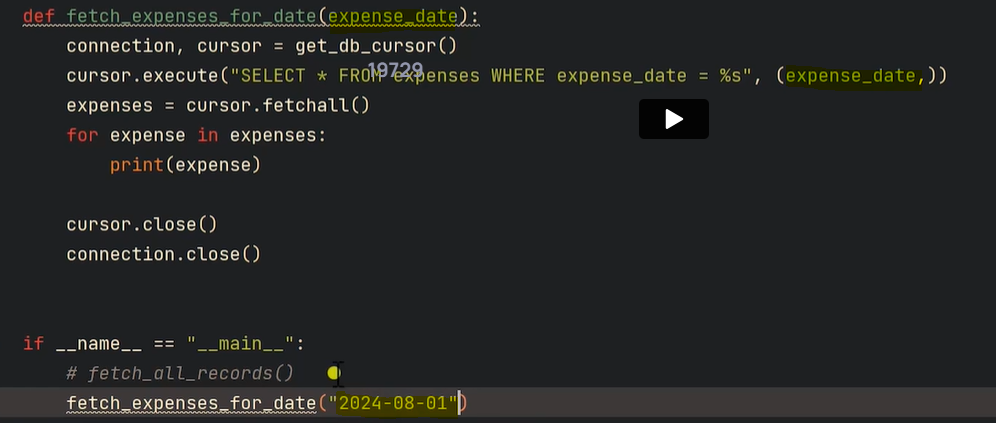 def fetch_expenses_for_date(expense_date):
    connection, cursor = get_db_cursor()
    cursor.execute("SELECT * FROM expenses WHERE expense_date = %s", (expense_date,))
19729
    expenses = cursor.fetchall()
    for expense in expenses:
        print(expense)
    cursor.close()
    connection.close()
if __name__ == "__main__":
    # fetch_all_records()
    fetch_expenses_for_date("2024-08-01")